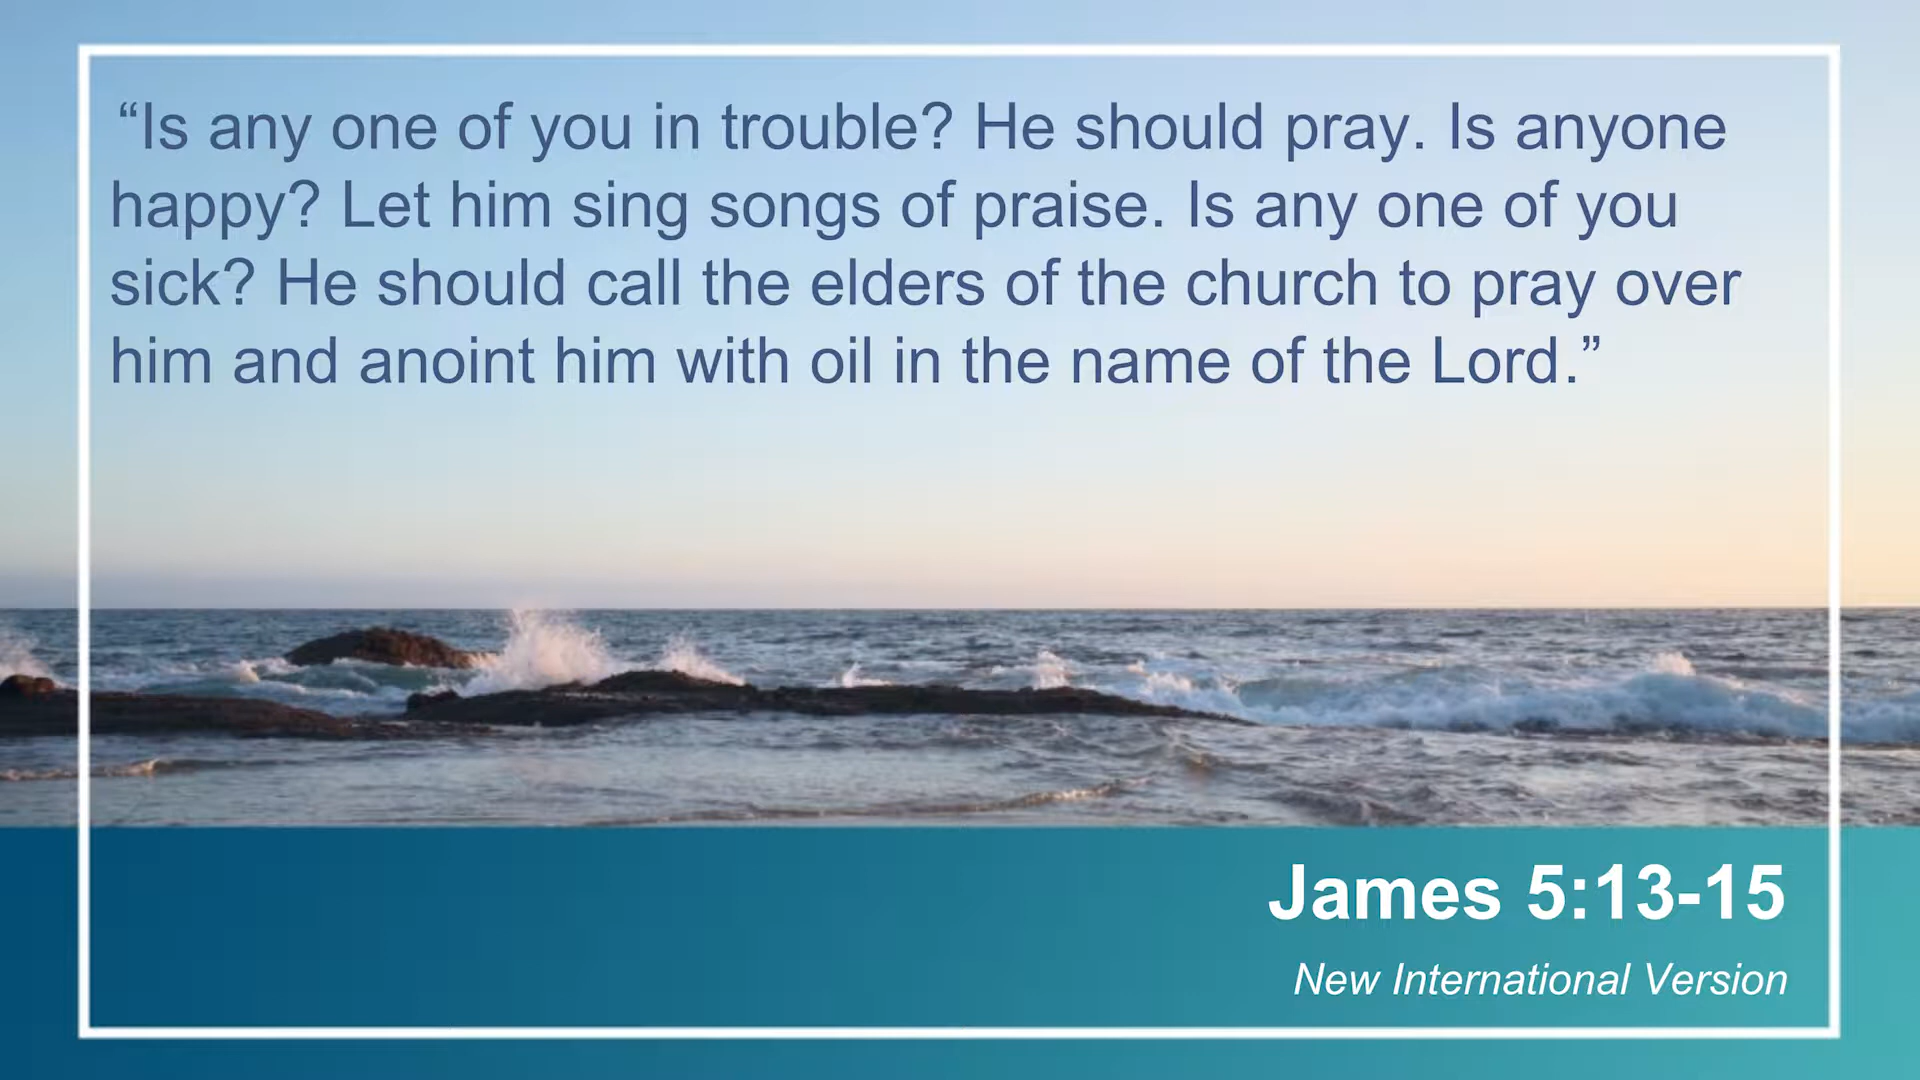 “Is any one of you in trouble? He should pray. Is anyone
happy? Let him sing songs of praise. Is any one of you
sick? He should call the elders of the church to pray over
him and anoint him with oil in the name of the Lord.”
James 5:13-15
New International Version